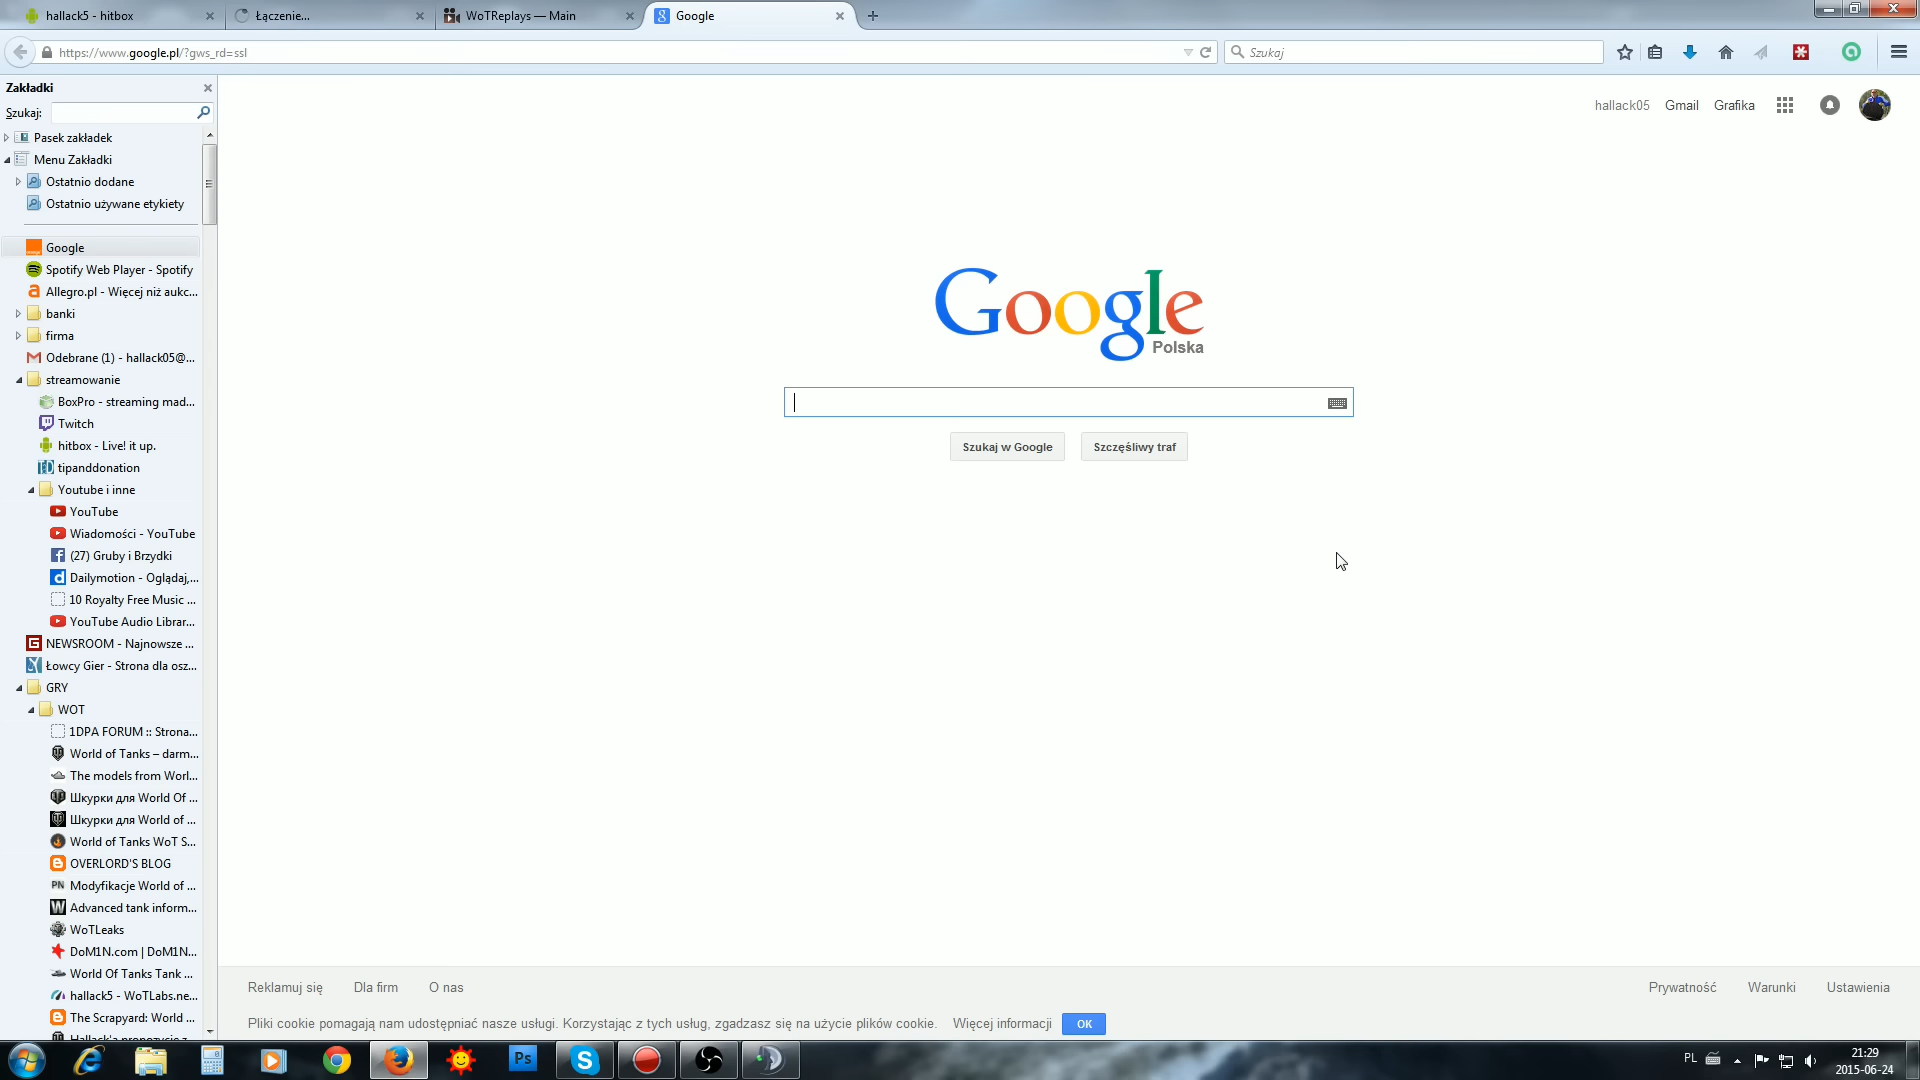 hallack5 - hitbox
Łączenie...
WoTReplays — Main
Google
https://www.google.pl/?gws_rd=ssl
Szukaj
Zakładki
Szukaj:
Pasek zakładek
Menu Zakładki
Ostatnio dodane
Ostatnio używane etykiety
Google
Spotify Web Player - Spotify
Allegro.pl - Więcej niż aukc...
banki
firma
Odebrane (1) - hallack05@...
streamowanie
BoxPro - streaming mad...
Twitch
hitbox - Live! it up.
tipanddonation
Youtube i inne
YouTube
Wiadomości - YouTube
(27) Gruby i Brzydki
Dailymotion - Oglądaj,...
10 Royalty Free Music ...
YouTube Audio Librar...
NEWSROOM - Najnowsze ...
Łowcy Gier - Strona dla osz...
GRY
WOT
1DPA FORUM :: Strona...
World of Tanks – darm...
The models from Worl...
Шкурки для World Of ...
Шкурки для World of ...
World of Tanks WoT S...
OVERLORD'S BLOG
Modyfikacje World of ...
Advanced tank inform...
WoTLeaks
DoM1N.com | DoM1N...
World Of Tanks Tank ...
hallack5 - WoTLabs.ne...
The Scrapyard: World ...
hallack05 Gmail Grafika
Google
Polska
Szukaj w Google
Szczęśliwy traf
Reklamuj się Dla firm O nas
Prywatność Warunki Ustawienia
Pliki cookie pomagają nam udostępniać nasze usługi. Korzystając z tych usług, zgadzasz się na użycie plików cookie. Więcej informacji OK
Ps
PL
21:29
2015-06-24